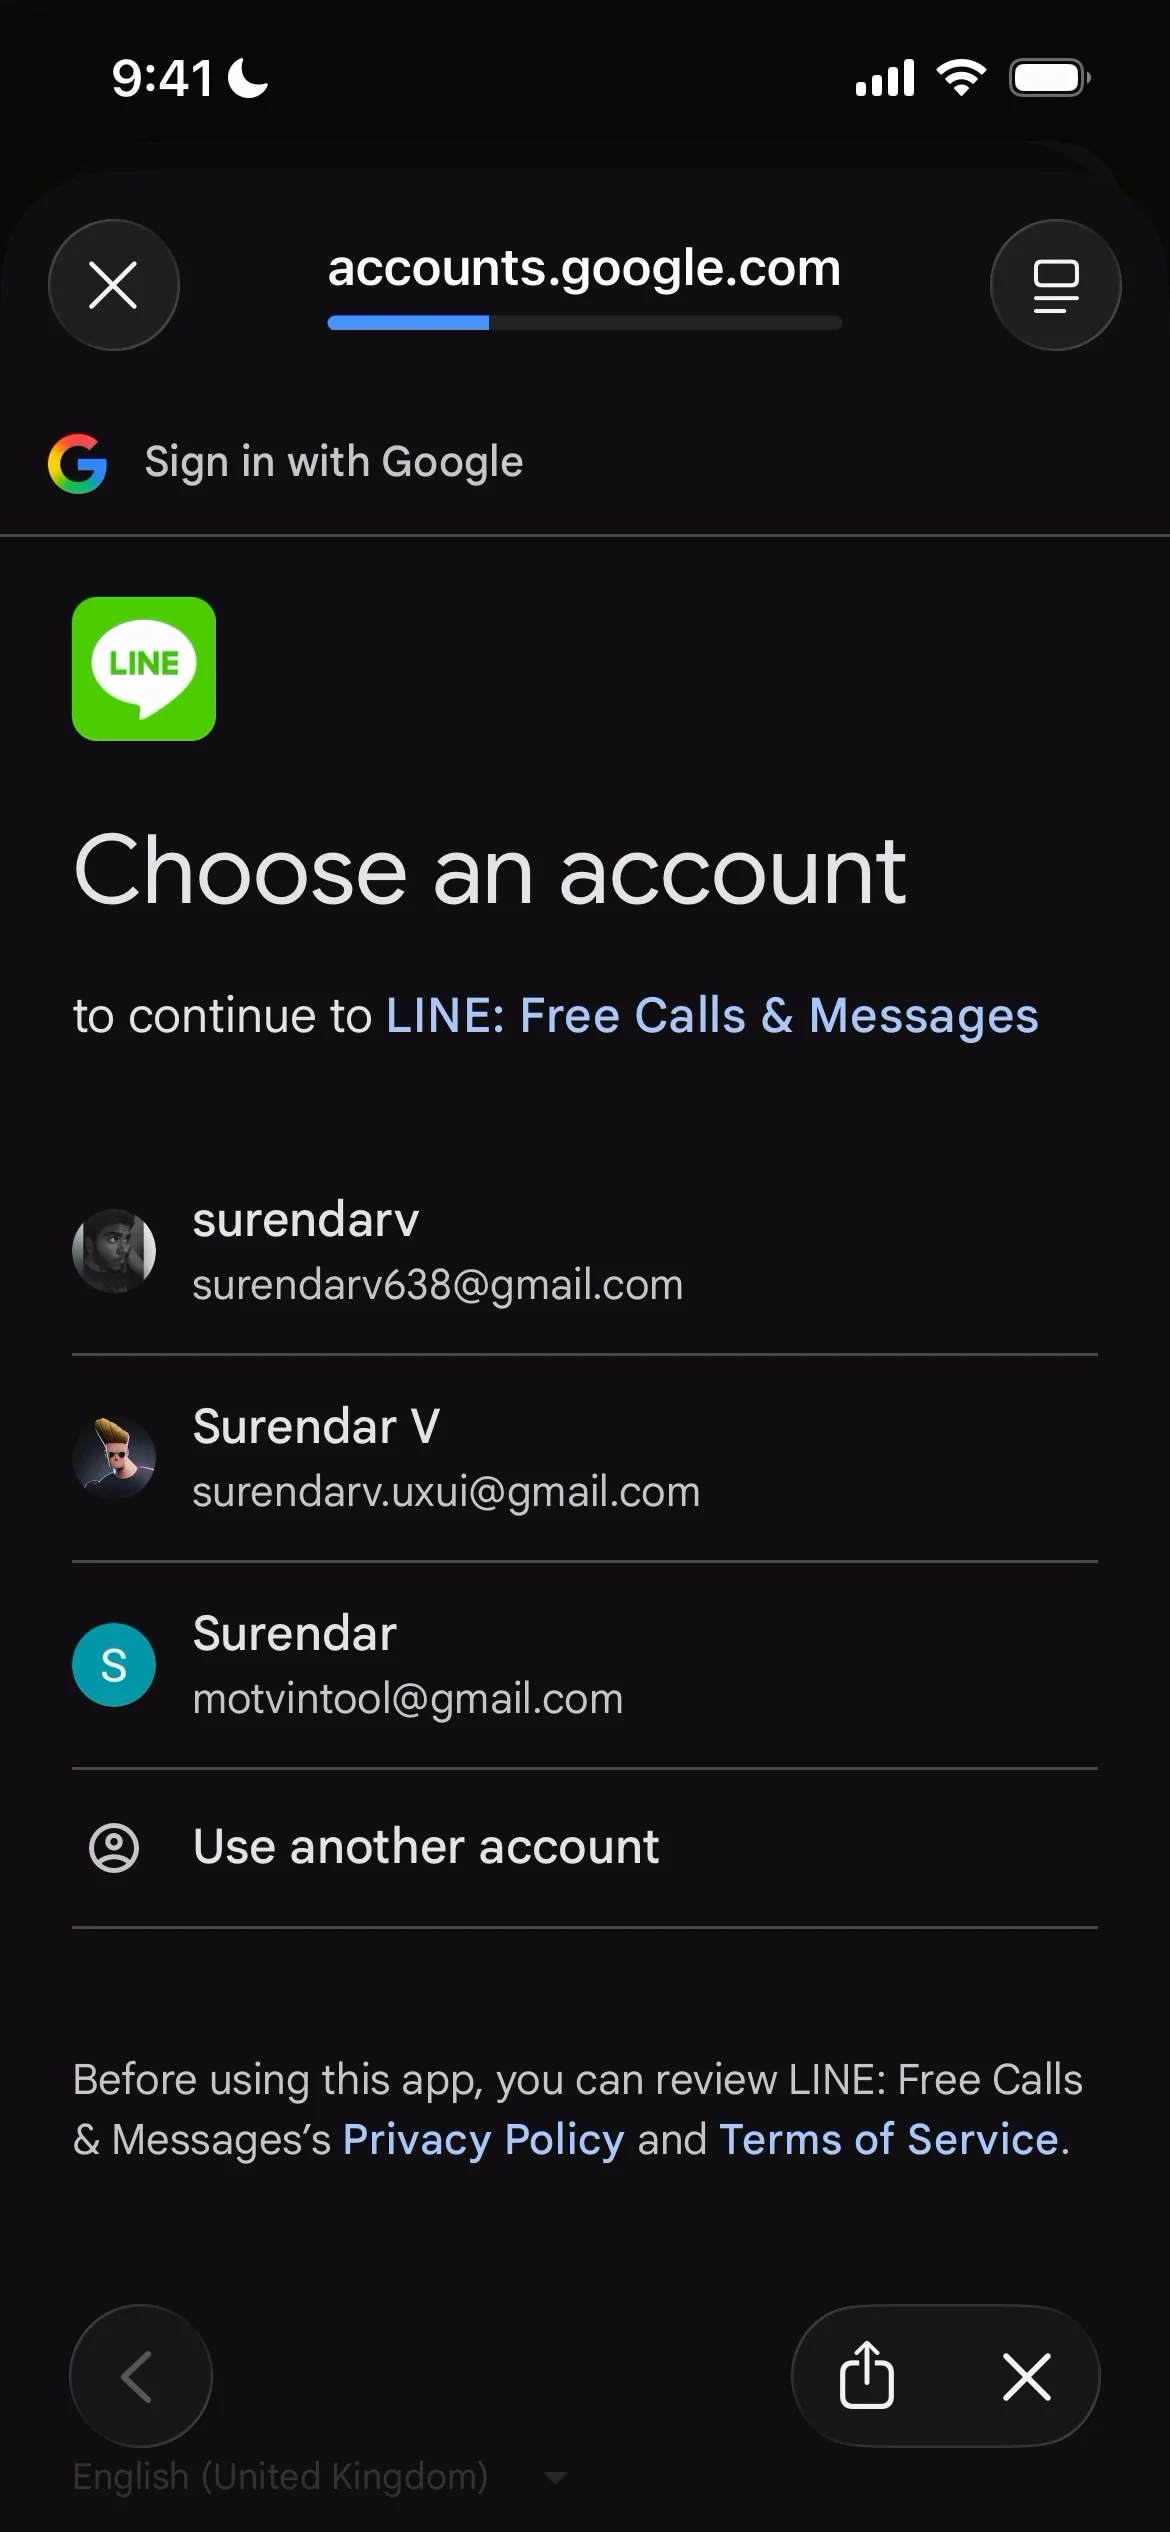 9:41
accounts.google.com
Sign in with Google
LINE
Choose an account
to continue to LINE: Free Calls & Messages
surendarv
surendarv638@gmail.com
Surendar V
surendarv.uxui@gmail.com
S
Surendar
motvintool@gmail.com
Use another account
Before using this app, you can review LINE: Free Calls
& Messages’s Privacy Policy and Terms of Service.
English (United Kingdom)